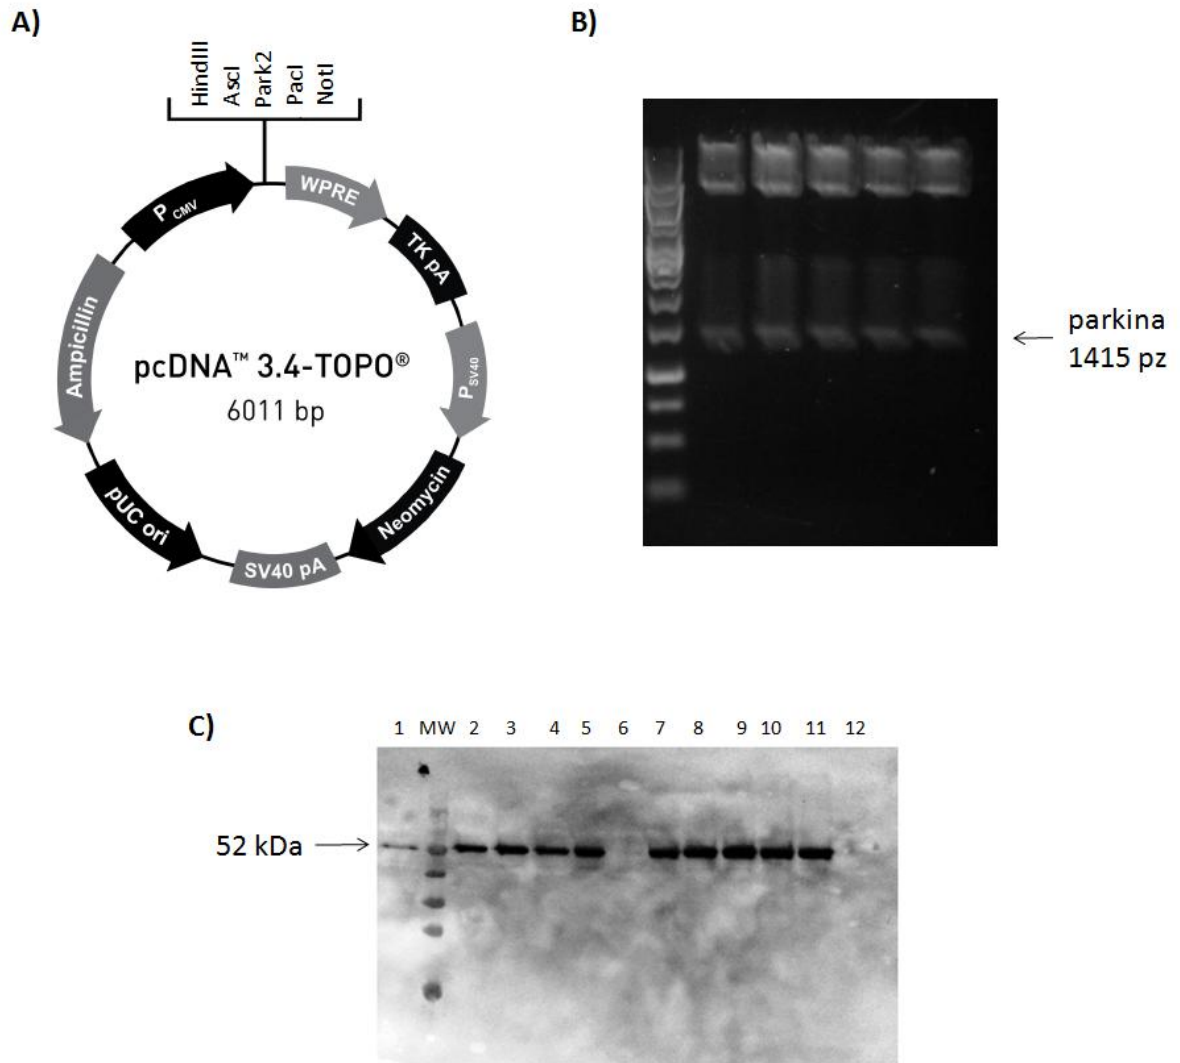 A)
HindIII
AscI
Park2
PacI
NotI
P CMV
WPRE
TK pA
P SV40
Neomycin
SV40 pA
pUC ori
Ampicillin
pcDNA™ 3.4-TOPO®
6011 bp
B)
parkina
1415 pz
C)
1 MW 2 3 4 5 6 7 8 9 10 11 12
52 kDa